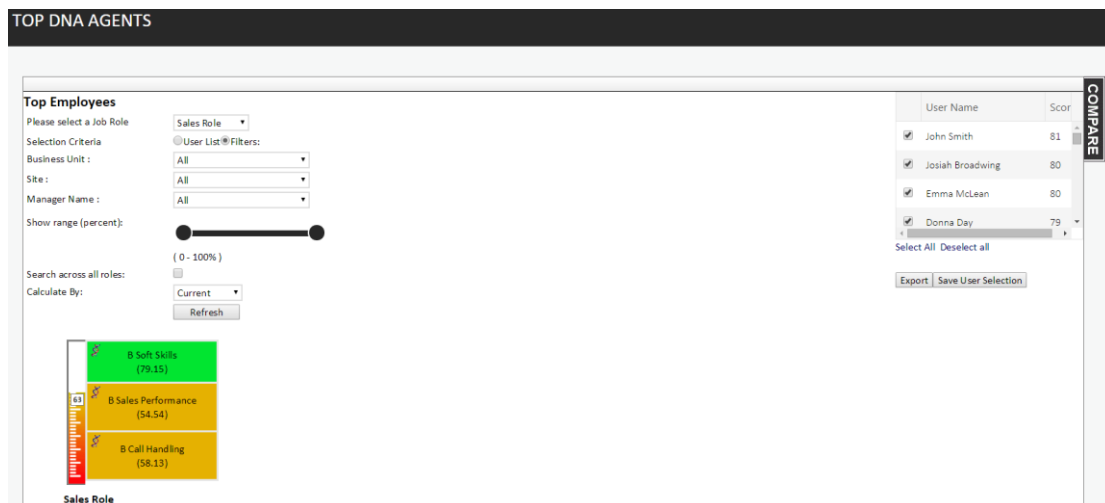 TOP DNA AGENTS
COMPARE
Top Employees
Please select a Job Role
Sales Role
Selection Criteria
User List Filters:
Business Unit :
All
Site :
All
Manager Name :
All
Show range (percent):
( 0 - 100% )
Search across all roles:
Calculate By:
Current
Refresh
User Name Scor
John Smith 81
Josiah Broadwing 80
Emma McLean 80
Donna Day 79
Select All Deselect all
Export Save User Selection
B Soft Skills
(79.15)
63
B Sales Performance
(54.54)
B Call Handling
(58.13)
Sales Role